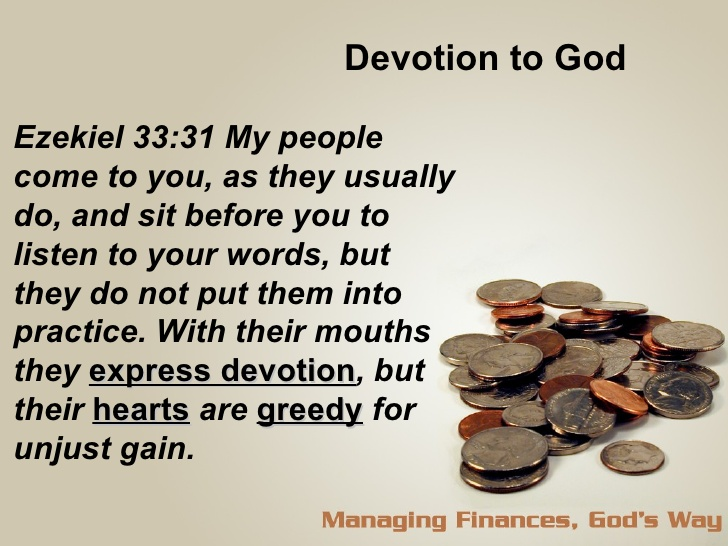 Devotion to God
Ezekiel 33:31 My people
come to you, as they usually
do, and sit before you to
listen to your words, but
they do not put them into
practice. With their mouths
they express devotion, but
their hearts are greedy for
unjust gain.
Managing Finances, God's Way